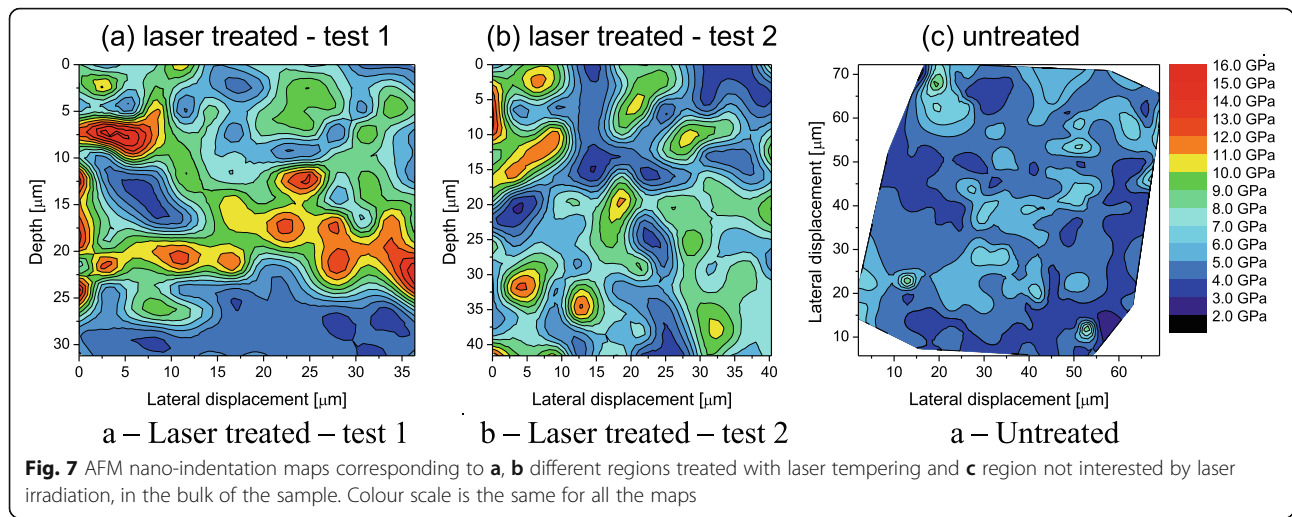 (a) laser treated - test 1
(b) laser treated - test 2
(c) untreated
0
5
10
15
20
25
30
Depth [μm]
0 5 10 15 20 25 30 35
Lateral displacement [μm]
0
5
10
15
20
25
30
35
40
Depth [μm]
0 5 10 15 20 25 30 35 40
Lateral displacement [μm]
70
60
50
40
30
20
10
Lateral displacement [μm]
10 20 30 40 50 60
Lateral displacement [μm]
16.0 GPa
15.0 GPa
14.0 GPa
13.0 GPa
12.0 GPa
11.0 GPa
10.0 GPa
9.0 GPa
8.0 GPa
7.0 GPa
6.0 GPa
5.0 GPa
4.0 GPa
3.0 GPa
2.0 GPa
a – Laser treated – test 1
b – Laser treated – test 2
a – Untreated
Fig. 7 AFM nano-indentation maps corresponding to a, b different regions treated with laser tempering and c region not interested by laser
irradiation, in the bulk of the sample. Colour scale is the same for all the maps